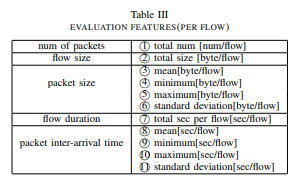 Table III
EVALUATION FEATURES(PER FLOW)
num of packets ① total num [num/flow]
flow size ② total size [byte/flow]
packet size ③ mean[byte/flow]
④ minimum[byte/flow]
⑤ maximum[byte/flow]
⑥ standard deviation[byte/flow]
flow duration ⑦ total sec per flow[sec/flow]
packet inter-arrival time ⑧ mean[sec/flow]
⑨ minimum[sec/flow]
⑩ maximum[sec/flow]
⑪ standard deviation[sec/flow]